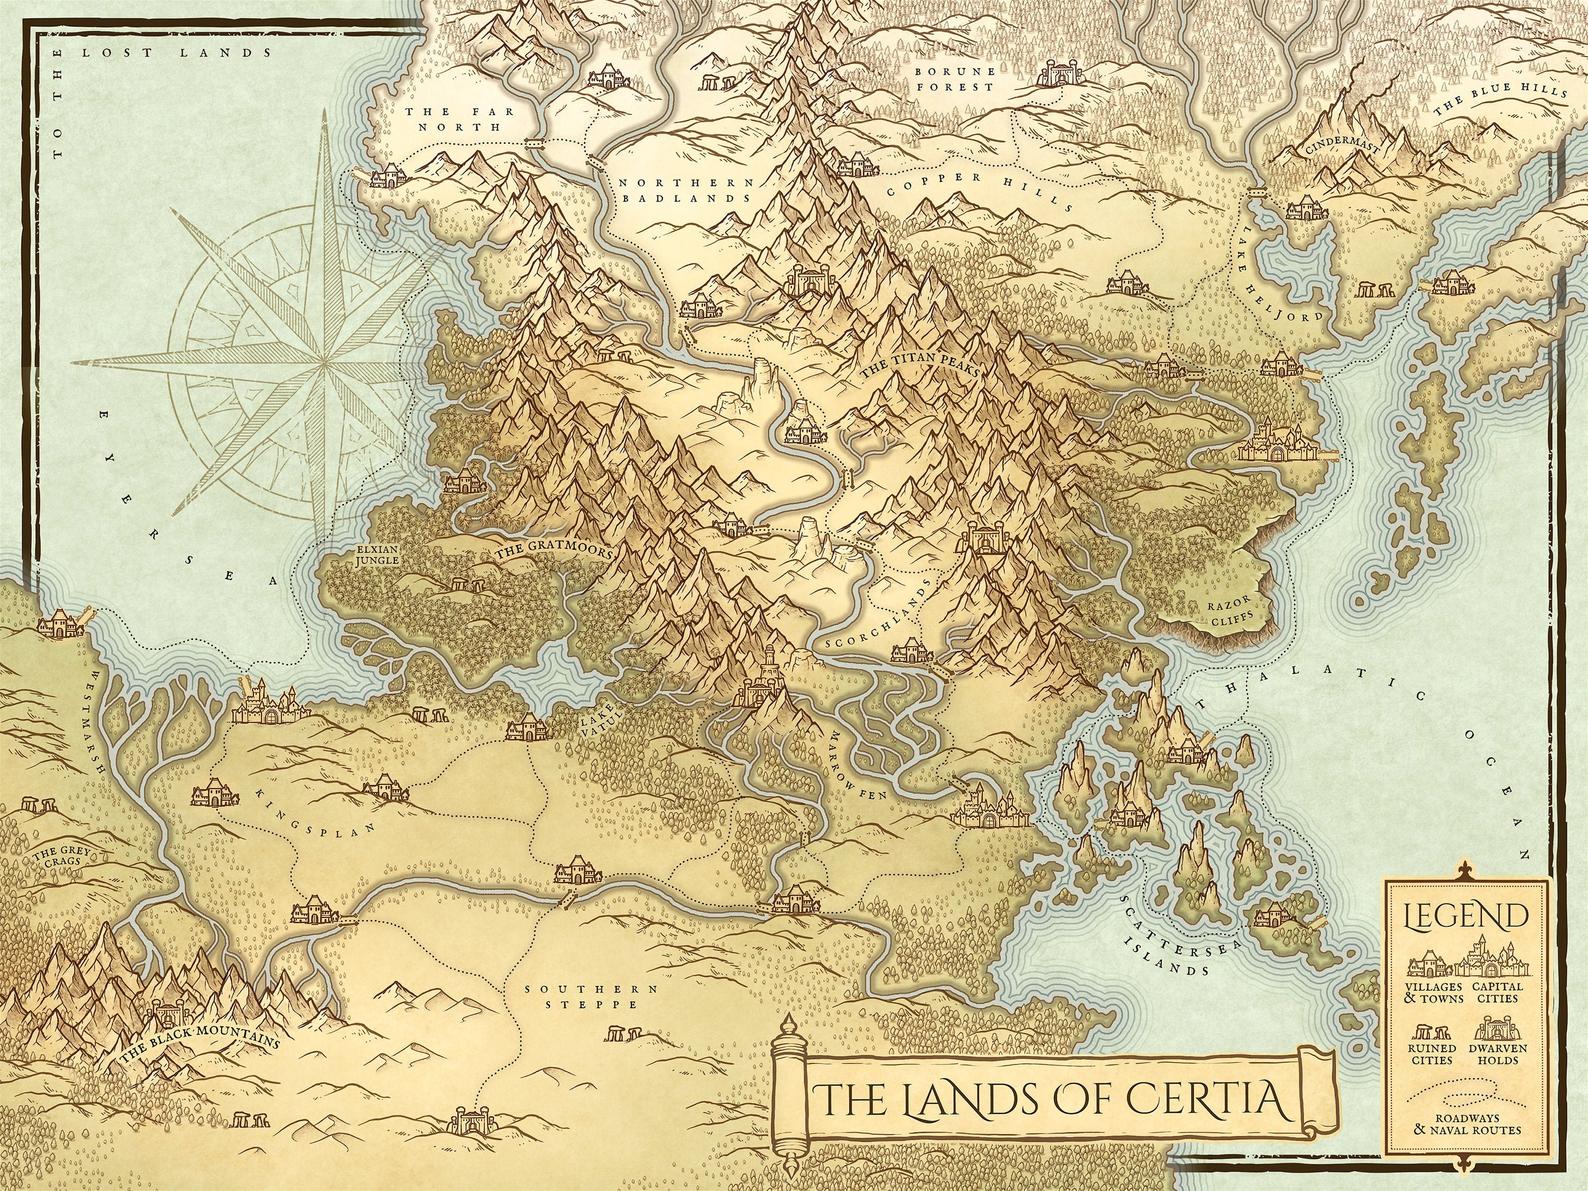 TO THE LOST LANDS
THE FAR
NORTH
BORUNE
FOREST
THE BLUE HILLS
CINDERMAST
NORTHERN
BADLANDS
COPPER HILLS
LAKE HELJORD
THE TITAN PEAKS
EYER SEA
ELXIAN
JUNGLE
THE GRATMOORS
SCORCHLANDS
RAZOR
CLIFFS
THALATIC OCEAN
WESTMARSH
LAKE
VATUL
MARROW FEN
KINGSPLAN
THE GREY
CRAGS
SCATTERSEA
ISLANDS
SOUTHERN
STEPPE
THE BLACK MOUNTAINS
THE LANDS OF CERTIA
LEGEND
VILLAGES
& TOWNS
CAPITAL
CITIES
RUINED
CITIES
DWARVEN
HOLDS
ROADWAYS
& NAVAL ROUTES